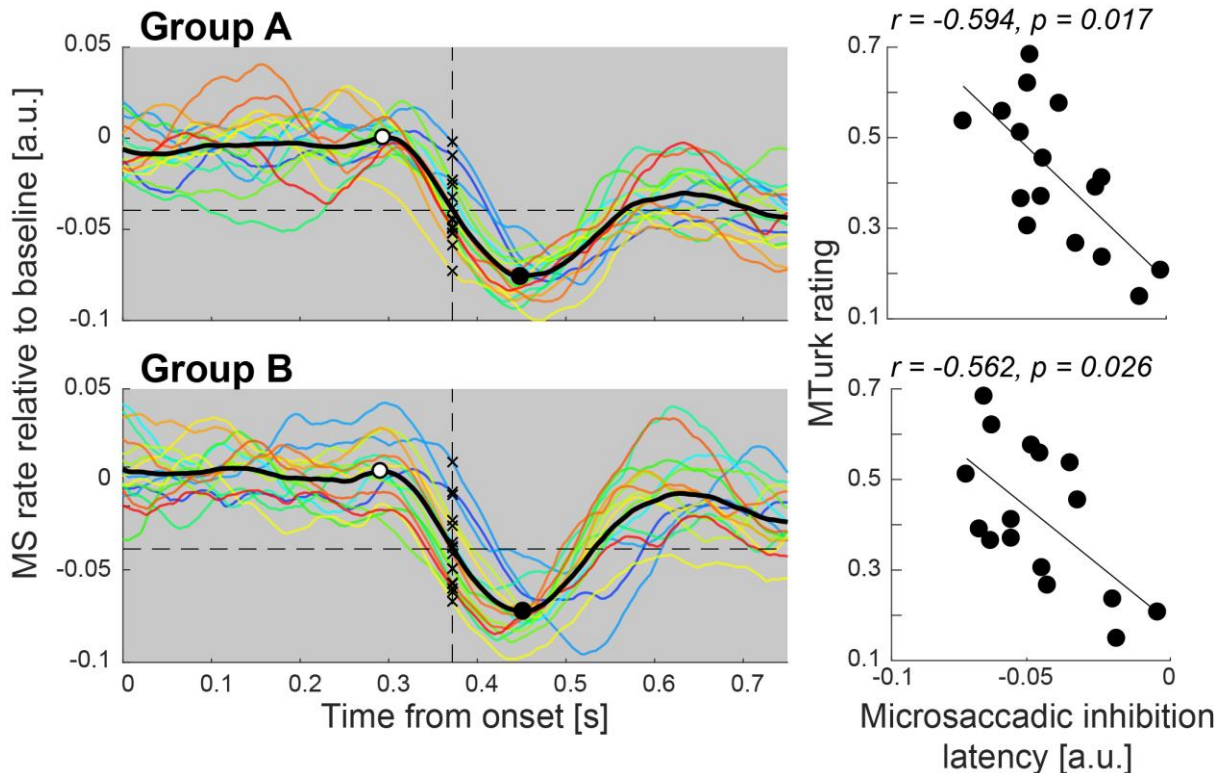 Group A
r = -0.594, p = 0.017
MS rate relative to baseline [a.u.]
0.05
0
-0.05
-0.1
MTurk rating
0.7
0.5
0.3
0.1
Group B
r = -0.562, p = 0.026
0.05
0
-0.05
-0.1
0.7
0.5
0.3
0.1
0 0.1 0.2 0.3 0.4 0.5 0.6 0.7
-0.1 -0.05 0
Time from onset [s]
Microsaccadic inhibition
latency [a.u.]